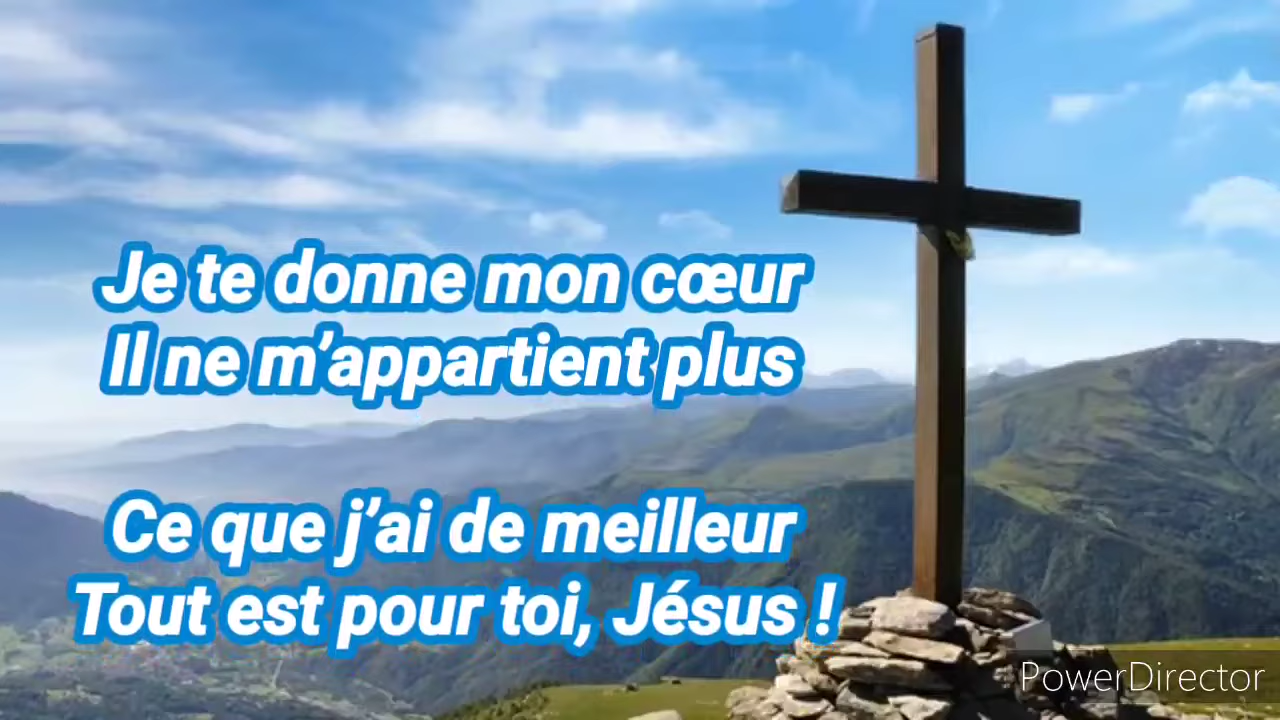 Je te donne mon cœur
Il ne m’appartient plus
Ce que j’ai de meilleur
Tout est pour toi, Jésus !
PowerDirector